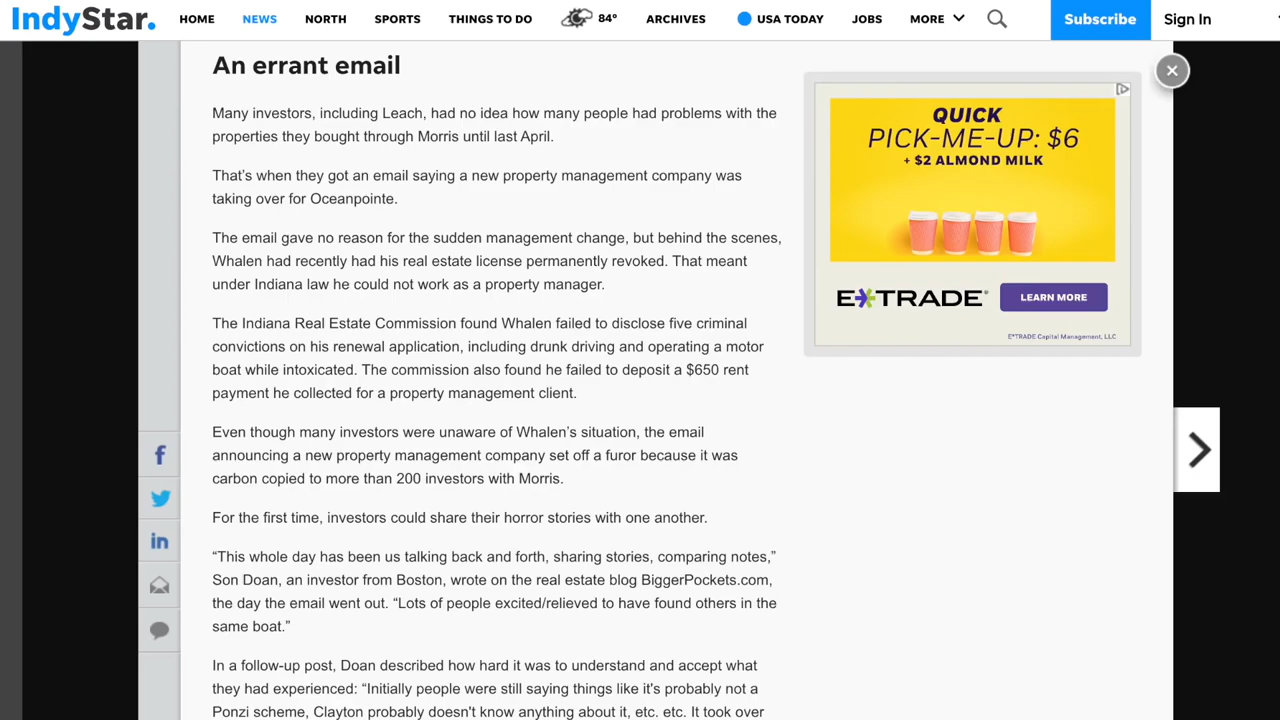 IndyStar.
HOME NEWS NORTH SPORTS THINGS TO DO 84° ARCHIVES USA TODAY JOBS MORE Subscribe Sign In
An errant email
Many investors, including Leach, had no idea how many people had problems with the
properties they bought through Morris until last April.
That’s when they got an email saying a new property management company was
taking over for Oceanpointe.
The email gave no reason for the sudden management change, but behind the scenes,
Whalen had recently had his real estate license permanently revoked. That meant
under Indiana law he could not work as a property manager.
The Indiana Real Estate Commission found Whalen failed to disclose five criminal
convictions on his initial application, including drunk driving and operating a motor
boat while intoxicated. The commission also found he failed to deposit a $650 rent
payment he collected for a property management client.
Even though many investors were unaware of Whalen’s situation, the email
announcing a new property management company set off a furor because it was
carbon copied to more than 200 investors with Morris.
For the first time, investors could share their horror stories with one another.
“This whole day has been us talking back and forth, sharing stories, comparing notes,”
Son Doan, an investor from Boston, wrote on the real estate blog BiggerPockets.com,
the day the email went out. “Lots of people excited/relieved to have found others in the
same boat.”
In a follow-up post, Doan described how hard it was to understand and accept what
they had experienced: “Initially people were still saying things like it's probably not a
Ponzi scheme, Clayton probably doesn't know anything about it, etc. etc. It took over
QUICK
PICK-ME-UP: $6
+ $2 ALMOND MILK
E*TRADE
LEARN MORE
E*TRADE Capital Management, LLC